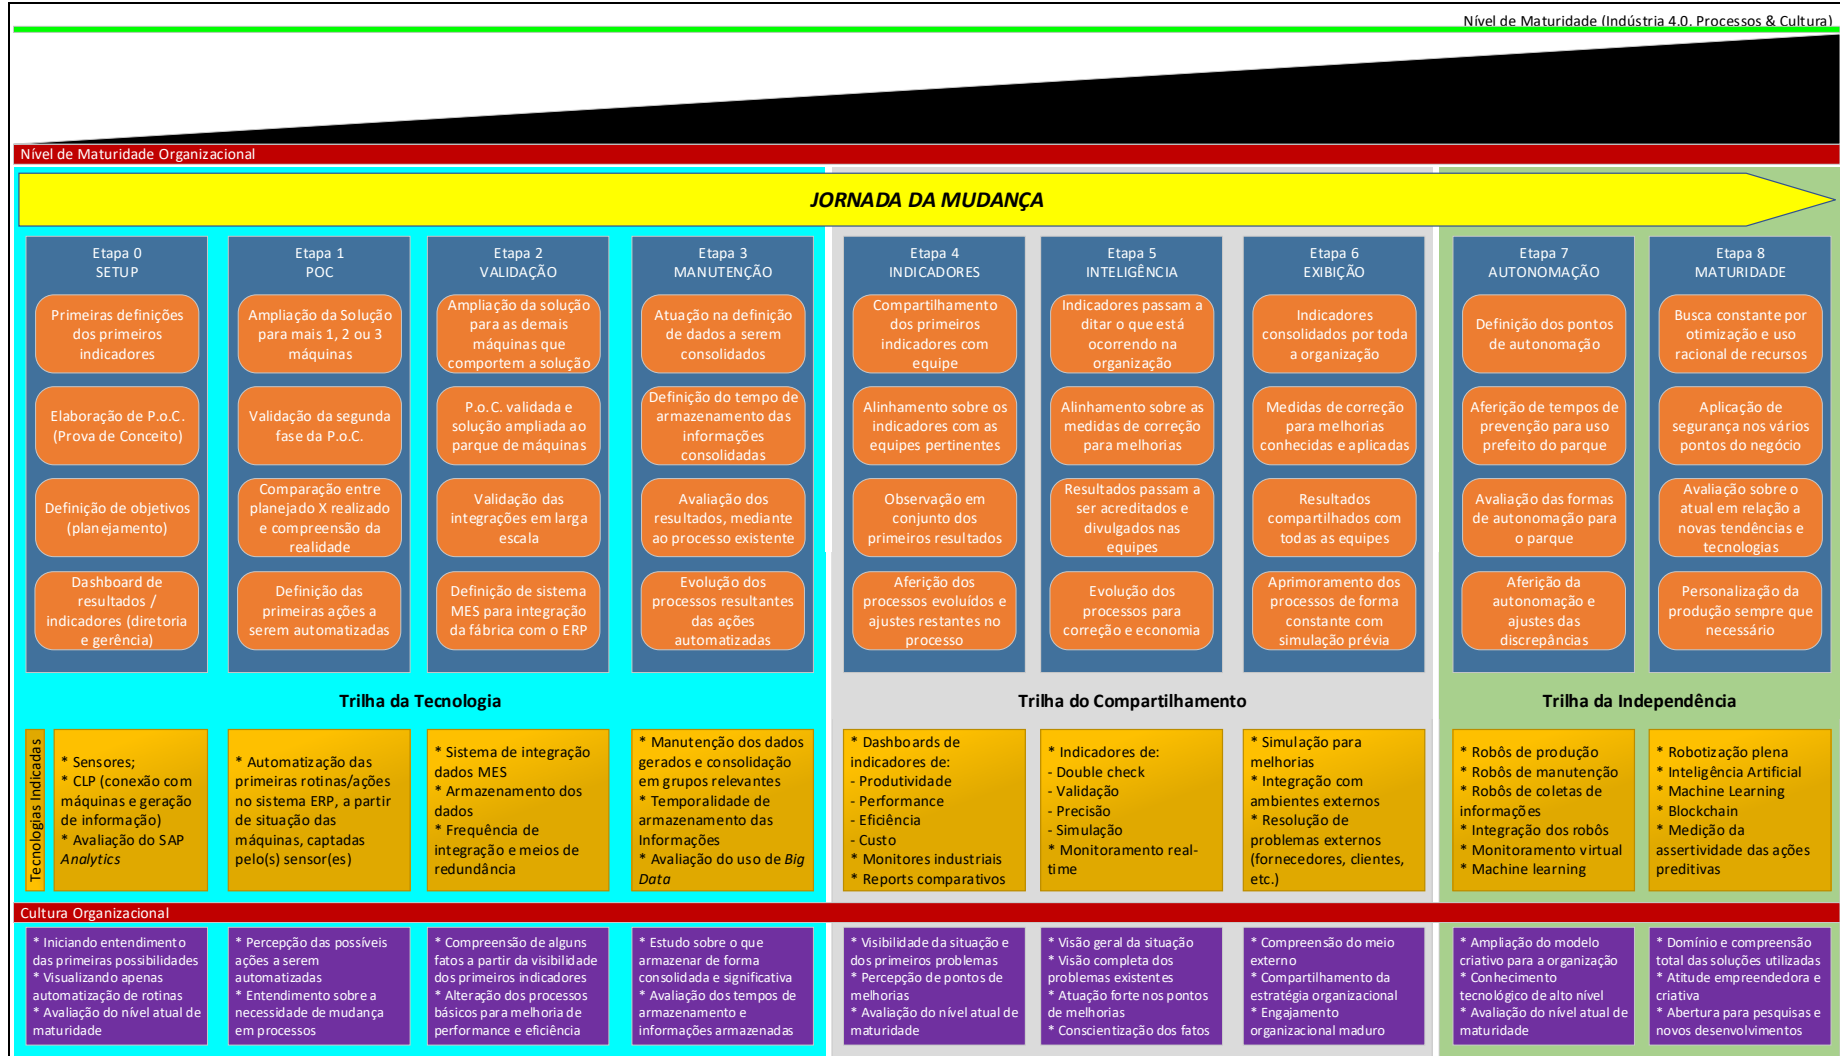 Nível de Maturidade (Indústria 4.0. Processos & Cultura)
Nível de Maturidade Organizacional
JORNADA DA MUDANÇA
Etapa 0
SETUP
Primeiras definições
dos primeiros
indicadores
Elaboração de P.o.C.
(Prova de Conceito)
Definição de objetivos
(planejamento)
Dashboard de
resultados /
indicadores (diretoria
e gerência)
Etapa 1
POC
Ampliação da Solução
para mais 1, 2 ou 3
máquinas
Validação da segunda
fase da P.o.C.
Comparação entre
planejado X realizado
e compreensão da
realidade
Definição das
primeiras ações a
serem automatizadas
Etapa 2
VALIDAÇÃO
Ampliação da solução
para as demais
máquinas que
comportem a solução
P.o.C. validada e
solução ampliada ao
parque de máquinas
Validação das
integrações em larga
escala
Definição de sistema
MES para integração
da fábrica com o ERP
Etapa 3
MANUTENÇÃO
Atuação na definição
de dados a serem
consolidados
Definição do tempo de
armazenamento das
informações
consolidadas
Avaliação dos
resultados, mediante
ao processo existente
Evolução dos
processos resultantes
das ações
automatizadas
Etapa 4
INDICADORES
Compartilhamento
dos primeiros
indicadores com
equipe
Alinhamento sobre os
indicadores com as
equipes pertinentes
Observação em
conjunto dos
primeiros resultados
Aferição dos
processos evoluídos e
ajustes restantes no
processo
Etapa 5
INTELIGÊNCIA
Indicadores passam a
ditar o que está
ocorrendo na
organização
Alinhamento sobre as
medidas de correção
para melhorias
Resultados passam a
ser acreditados e
divulgados nas
equipes
Evolução dos
processos para
correção e economia
Etapa 6
EXIBIÇÃO
Indicadores
consolidados por toda
a organização
Medidas de correção
para melhorias
conhecidas e aplicadas
Resultados
compartilhados com
todas as equipes
Aprimoramento dos
processos de forma
constante com
simulação prévia
Etapa 7
AUTONOMAÇÃO
Definição dos pontos
de autonomação
Aferição de tempos de
prevenção para uso
prefeito do parque
Avaliação das formas
de autonomação para
o parque
Aferição da
autonomação e
ajustes das
discrepâncias
Etapa 8
MATURIDADE
Busca constante por
otimização e uso
racional de recursos
Aplicação de
segurança nos vários
pontos do negócio
Avaliação sobre o
atual em relação a
novas tendências e
tecnologias
Personalização da
produção sempre que
necessário
Trilha da Tecnologia
Trilha do Compartilhamento
Trilha da Independência
Tecnologias Indicadas
* Sensores;
* CLP (conexão com
máquinas e geração
de informação)
* Avaliação do SAP
Analytics
* Automatização das
primeiras rotinas/ações
no sistema ERP, a partir
de situação das
máquinas, captadas
pelo(s) sensor(es)
* Sistema de integração
dados MES
* Armazenamento dos
dados
* Frequência de
integração e meios de
redundância
* Manutenção dos dados
gerados e consolidação
em grupos relevantes
* Temporalidade de
armazenamento das
Informações
* Avaliação do uso de Big
Data
* Dashboards de
indicadores de:
- Produtividade
- Performance
- Eficiência
- Custo
* Monitores industriais
* Reports comparativos
* Indicadores de:
- Double check
- Validação
- Precisão
- Simulação
* Monitoramento real-
time
* Simulação para
melhorias
* Integração com
ambientes externos
* Resolução de
problemas externos
(fornecedores, clientes,
etc.)
* Robôs de produção
* Robôs de manutenção
* Robôs de coletas de
informações
* Integração dos robôs
* Monitoramento virtual
* Machine learning
* Robotização plena
* Inteligência Artificial
* Machine Learning
* Blockchain
* Medição da
assertividade das ações
preditivas
Cultura Organizacional
* Iniciando entendimento
das primeiras possibilidades
* Visualizando apenas
automatização de rotinas
* Avaliação do nível atual de
maturidade
* Percepção das possíveis
ações a serem
automatizadas
* Entendimento sobre a
necessidade de mudança
em processos
* Compreensão de alguns
fatos a partir da visibilidade
dos primeiros indicadores
* Alteração dos processos
básicos para melhoria de
performance e eficiência
* Estudo sobre o que
armazenar de forma
consolidada e significativa
* Avaliação dos tempos de
armazenamento e
informações armazenadas
* Visibilidade da situação e
dos primeiros problemas
* Percepção de pontos de
melhorias
* Avaliação do nível atual de
maturidade
* Visão geral da situação
* Visão completa dos
problemas existentes
* Atuação forte nos pontos
de melhorias
* Conscientização dos fatos
* Compreensão do meio
externo
* Compartilhamento da
estratégia organizacional
* Engajamento
organizacional maduro
* Ampliação do modelo
criativo para a organização
* Conhecimento
tecnológico de alto nível
* Avaliação do nível atual de
maturidade
* Domínio e compreensão
total das soluções utilizadas
* Atitude empreendedora e
criativa
* Abertura para pesquisas e
novos desenvolvimentos